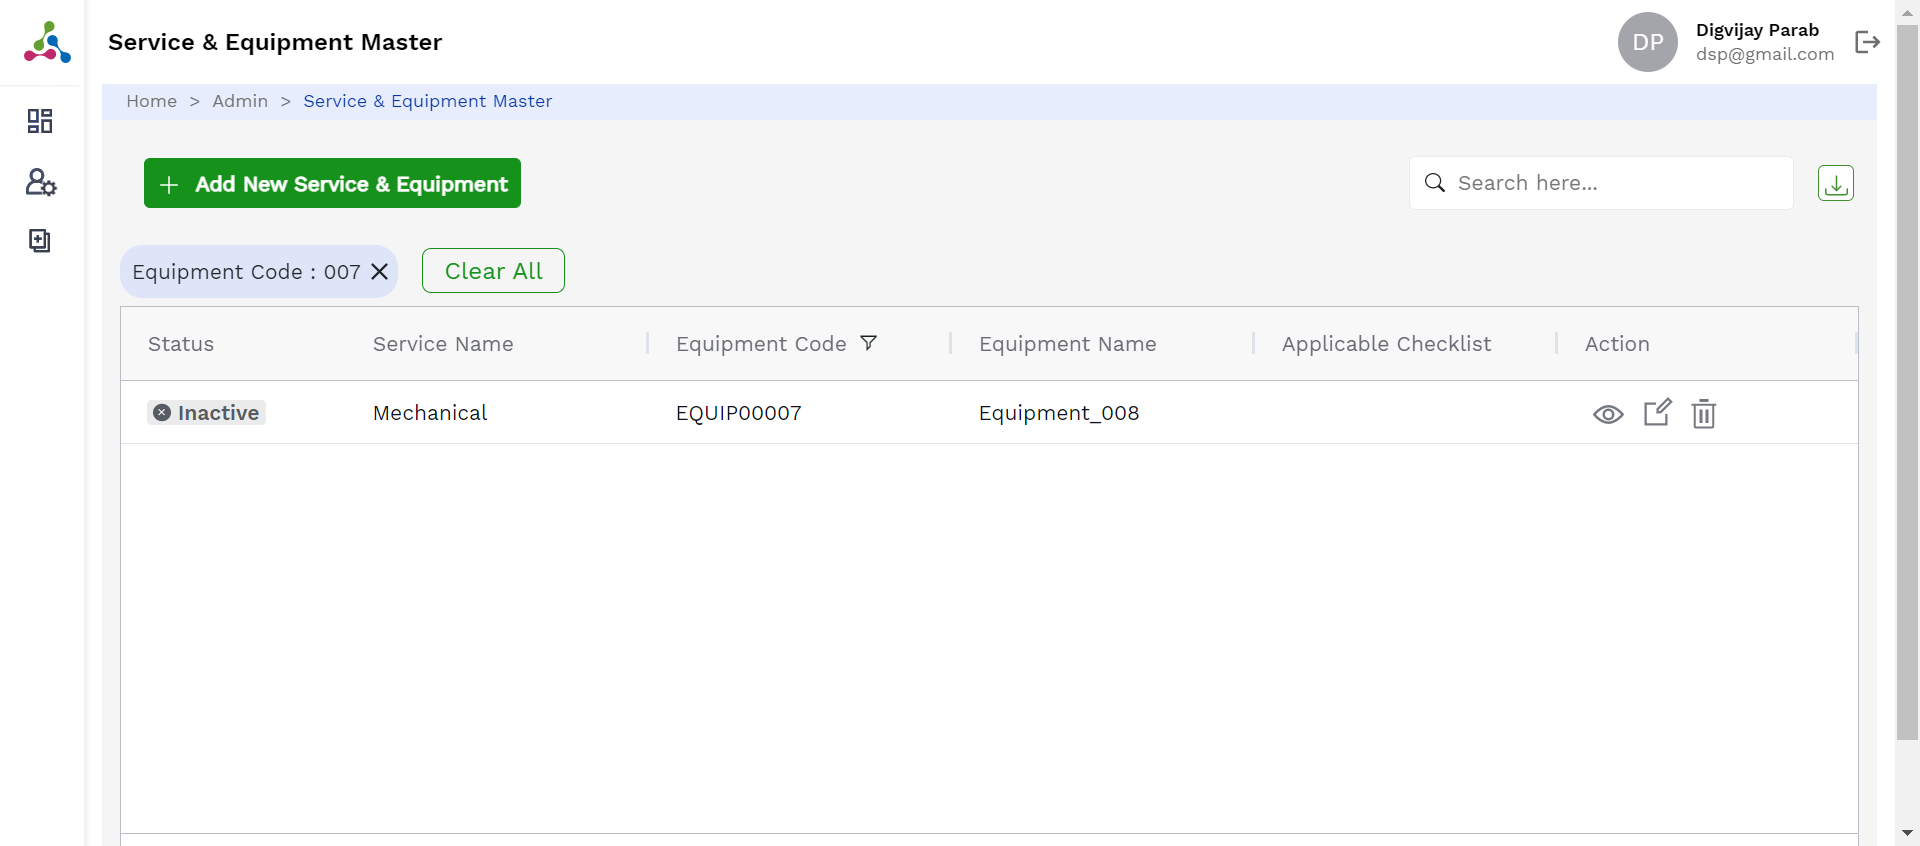 Service & Equipment Master
DP
Digvijay Parab
dsp@gmail.com
Home > Admin > Service & Equipment Master
+ Add New Service & Equipment
Search here...
Equipment Code : 007
Clear All
Status Service Name Equipment Code Equipment Name Applicable Checklist Action
Inactive Mechanical EQUIP00007 Equipment_008